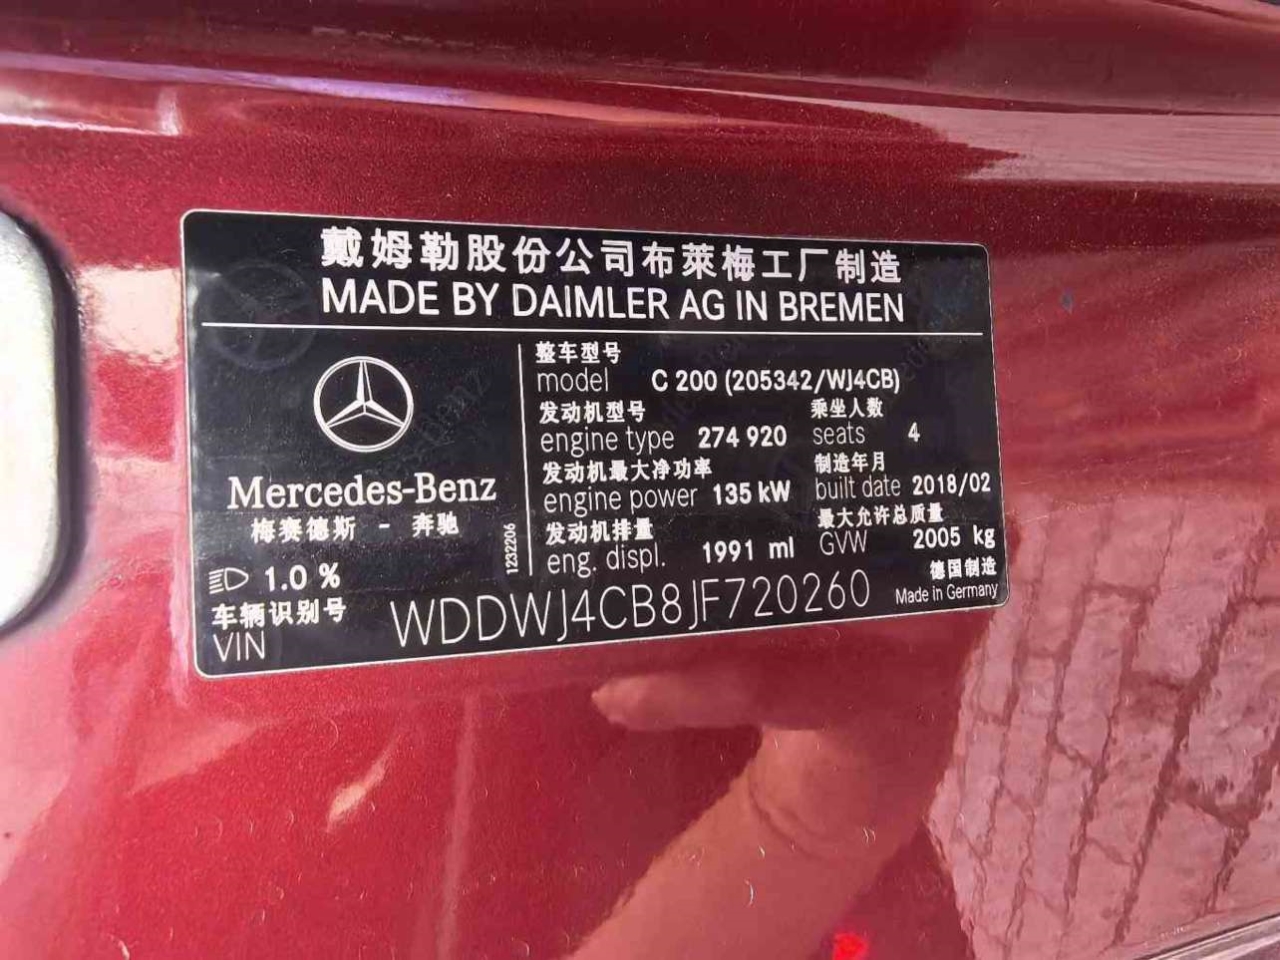 戴姆勒股份公司布莱梅工厂制造
MADE BY DAIMLER AG IN BREMEN
整车型号
model C 200 (205342/WJ4CB)
发动机型号 乘坐人数
engine type 274 920 seats 4
发动机最大净功率 制造年月
engine power 135 kW built date 2018/02
发动机排量 最大允许总质量
eng. displ. 1991 ml GVW 2005 kg
Mercedes-Benz
梅赛德斯 - 奔驰
1232206
1.0 %
德国制造
Made in Germany
车辆识别号
VIN WDDWJ4CB8JF720260